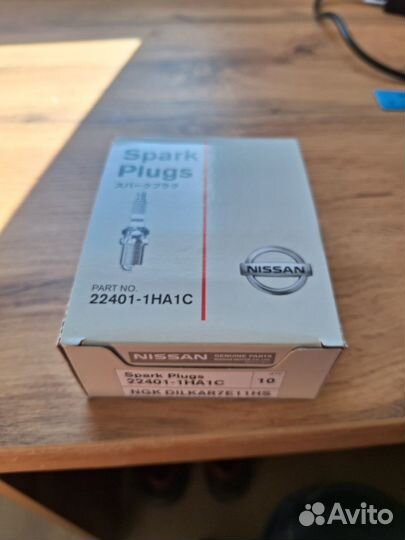 Spark
Plugs
スパークプラグ
NISSAN
PART NO.
22401-1HA1C
NISSAN GENUINE PARTS
Spark Plugs
22401-1HA1C 10
NGK DILKAR7E11HS
Avito